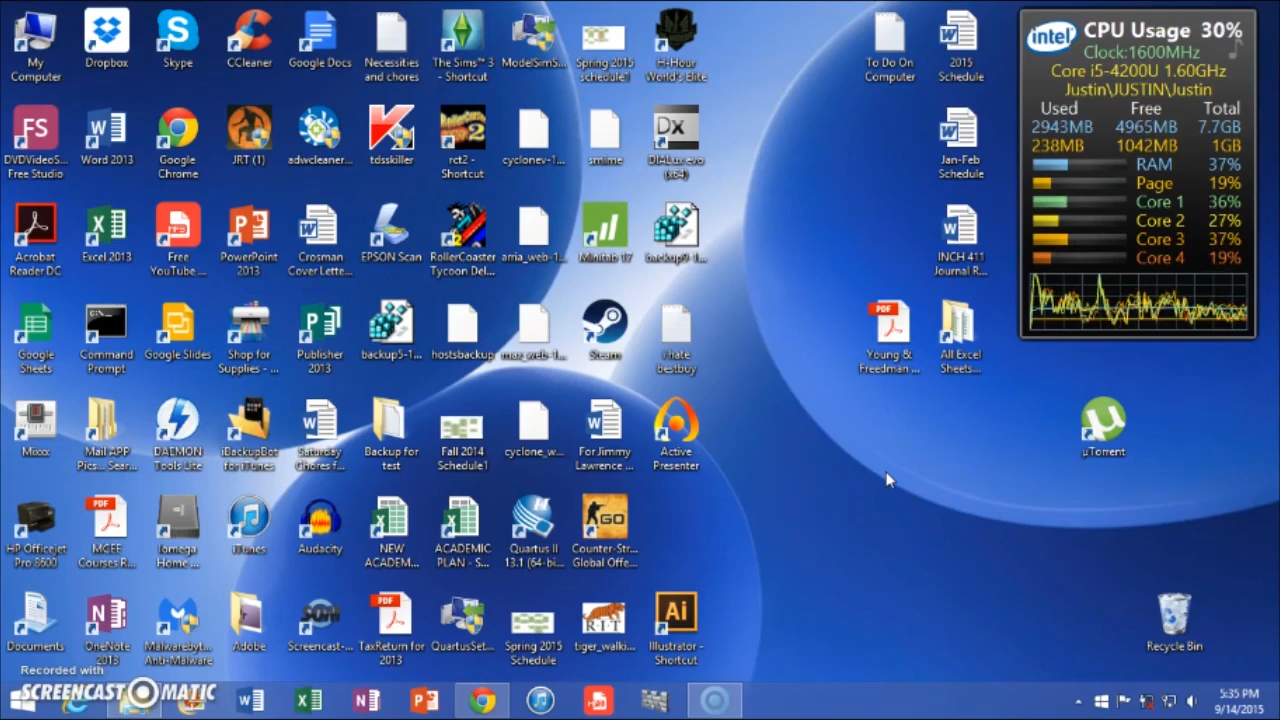 My
Computer
Dropbox
Skype
CCleaner
Google Docs
Necessities
and chores
The Sims™ 3
- Shortcut
ModelSimS...
Spring 2015
schedule1
H-Hour
World's Elite
To Do On
Computer
2015
Schedule
FS
DVDVideoS...
Free Studio
Word 2013
Google
Chrome
JRT (1)
adwcleaner...
tdsskiller
rct2 -
Shortcut
cyclonev-1...
smime
Dx
DIALux evo
(x64)
Jan-Feb
Schedule
Acrobat
Reader DC
Excel 2013
Free
YouTube ...
PowerPoint
2013
Crosman
Cover Lette...
EPSON Scan
RollerCoaster
Tycoon Del...
arria_web-1...
Minitab 17
backup9-1...
INCH 411
Journal R...
Google
Sheets
Command
Prompt
Google Slides
Shop for
Supplies - ...
Publisher
2013
backup5-1...
hostsbackup
max_web-1...
Steam
i hate
bestbuy
PDF
Young &
Freedman ...
All Excel
Sheets...
Mixxx
Mail APP
Pics... Sear...
DAEMON
Tools Lite
iBackupBot
for iTunes
Saturday
Chores f...
Backup for
test
Fall 2014
Schedule1
cyclone_w...
For Jimmy
Lawrence ...
Active
Presenter
µTorrent
HP Officejet
Pro 8600
PDF
MCEE
Courses R...
Iomega
Home ...
iTunes
Audacity
NEW
ACADEM...
ACADEMIC
PLAN - S...
Quartus II
13.1 (64-bi...
GO
Counter-Str...
Global Offe...
Documents
OneNote
2013
Malwarebyt...
Anti-Malware
Adobe
SOM
Screencast-...
PDF
TaxReturn for
2013
QuartusSet...
Spring 2015
Schedule
R·I·T
tiger_walki...
Ai
Illustrator -
Shortcut
Recycle Bin
intel CPU Usage 30%
Clock:1600MHz
Core i5-4200U 1.60GHz
Justin\JUSTIN\Justin
Used Free Total
2943MB 4965MB 7.7GB
238MB 1042MB 1GB
RAM 37%
Page 19%
Core 1 36%
Core 2 27%
Core 3 37%
Core 4 19%
Recorded with
SCREENCAST-O-MATIC
5:35 PM
9/14/2015